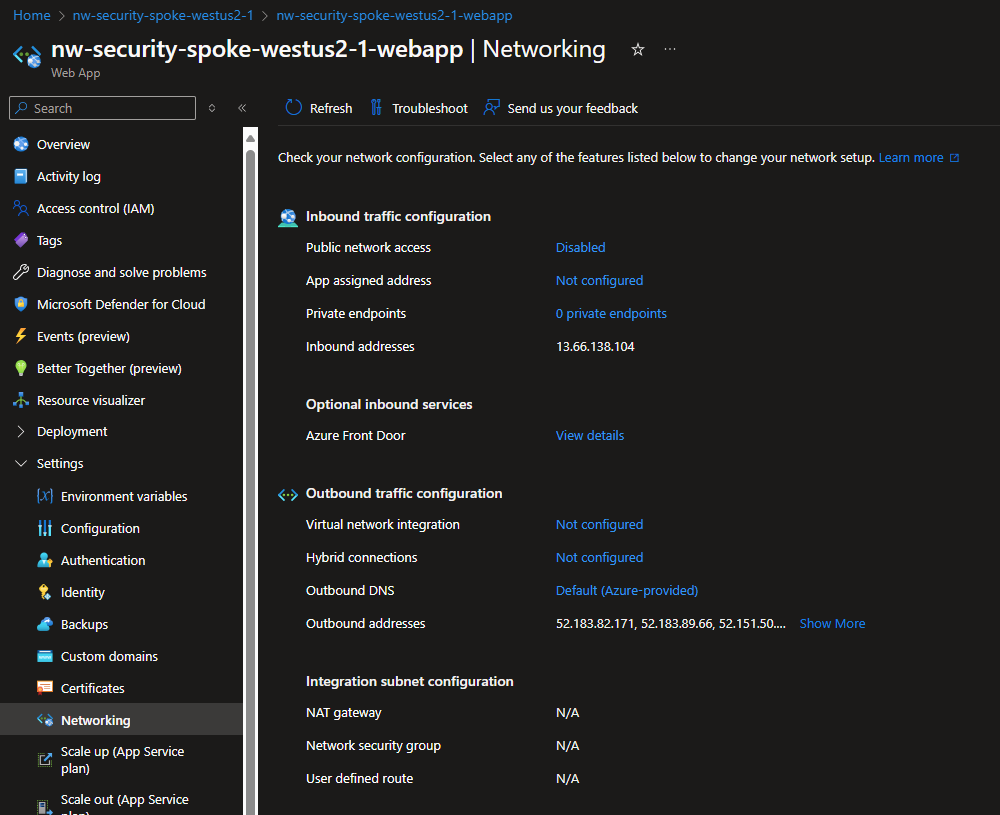 Home > nw-security-spoke-westus2-1 > nw-security-spoke-westus2-1-webapp
nw-security-spoke-westus2-1-webapp | Networking
Web App
Search
Refresh
Troubleshoot
Send us your feedback
Overview
Activity log
Access control (IAM)
Tags
Diagnose and solve problems
Microsoft Defender for Cloud
Events (preview)
Better Together (preview)
Resource visualizer
Deployment
Settings
Environment variables
Configuration
Authentication
Identity
Backups
Custom domains
Certificates
Networking
Scale up (App Service
plan)
Scale out (App Service
Check your network configuration. Select any of the features listed below to change your network setup. Learn more
Inbound traffic configuration
Public network access Disabled
App assigned address Not configured
Private endpoints 0 private endpoints
Inbound addresses 13.66.138.104
Optional inbound services
Azure Front Door View details
Outbound traffic configuration
Virtual network integration Not configured
Hybrid connections Not configured
Outbound DNS Default (Azure-provided)
Outbound addresses 52.183.82.171, 52.183.89.66, 52.151.50.... Show More
Integration subnet configuration
NAT gateway N/A
Network security group N/A
User defined route N/A